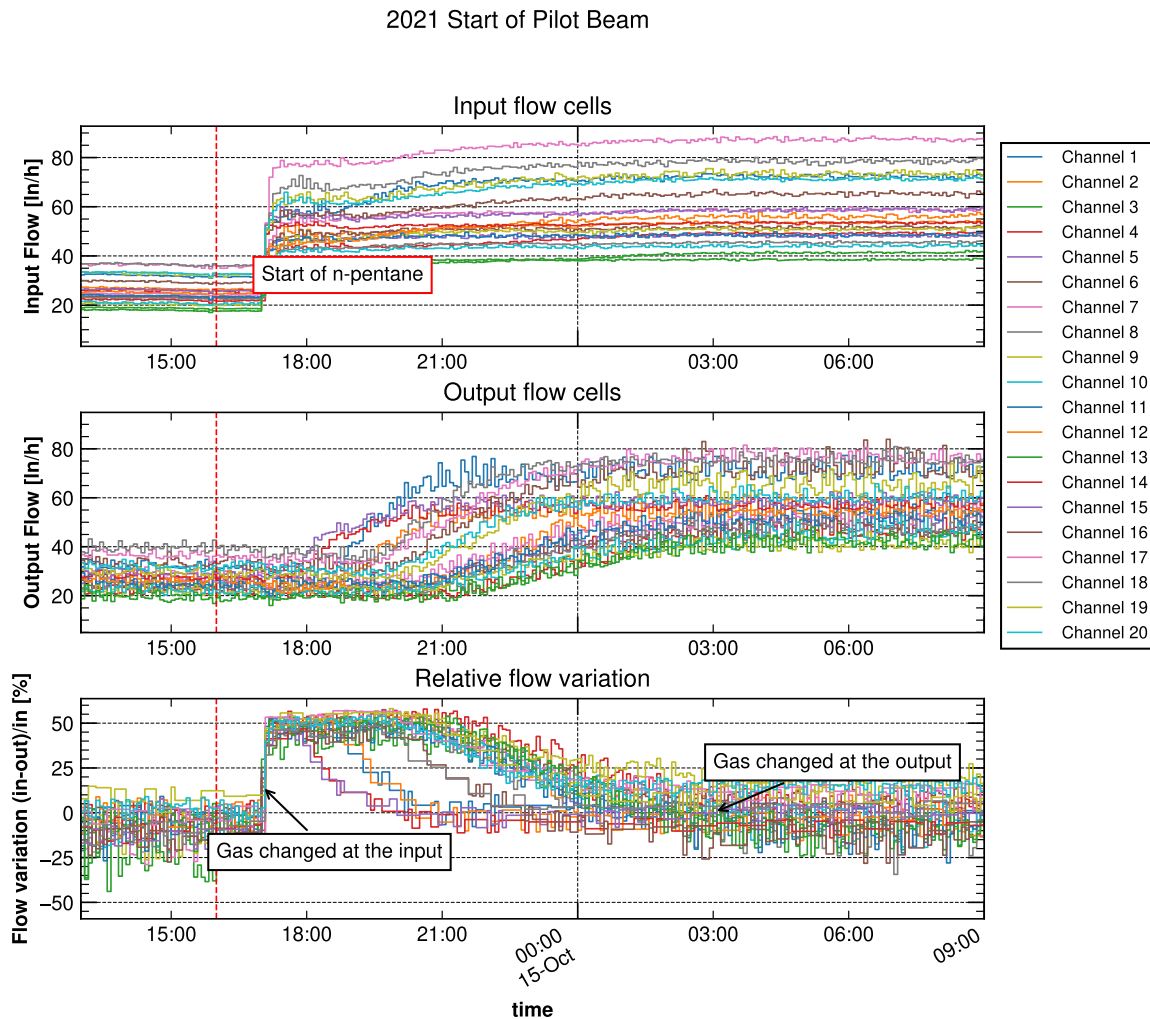 2021 Start of Pilot Beam
Input flow cells
Input Flow [ln/h]
80
60
40
20
Start of n-pentane
15:00 18:00 21:00 03:00 06:00
Output flow cells
Output Flow [ln/h]
80
60
40
20
15:00 18:00 21:00 03:00 06:00
Relative flow variation
Flow variation (in-out)/in [%]
50
25
0
−25
−50
Gas changed at the output
Gas changed at the input
15:00 18:00 21:00 00:00 03:00 06:00 09:00
15-Oct
time
Channel 1
Channel 2
Channel 3
Channel 4
Channel 5
Channel 6
Channel 7
Channel 8
Channel 9
Channel 10
Channel 11
Channel 12
Channel 13
Channel 14
Channel 15
Channel 16
Channel 17
Channel 18
Channel 19
Channel 20